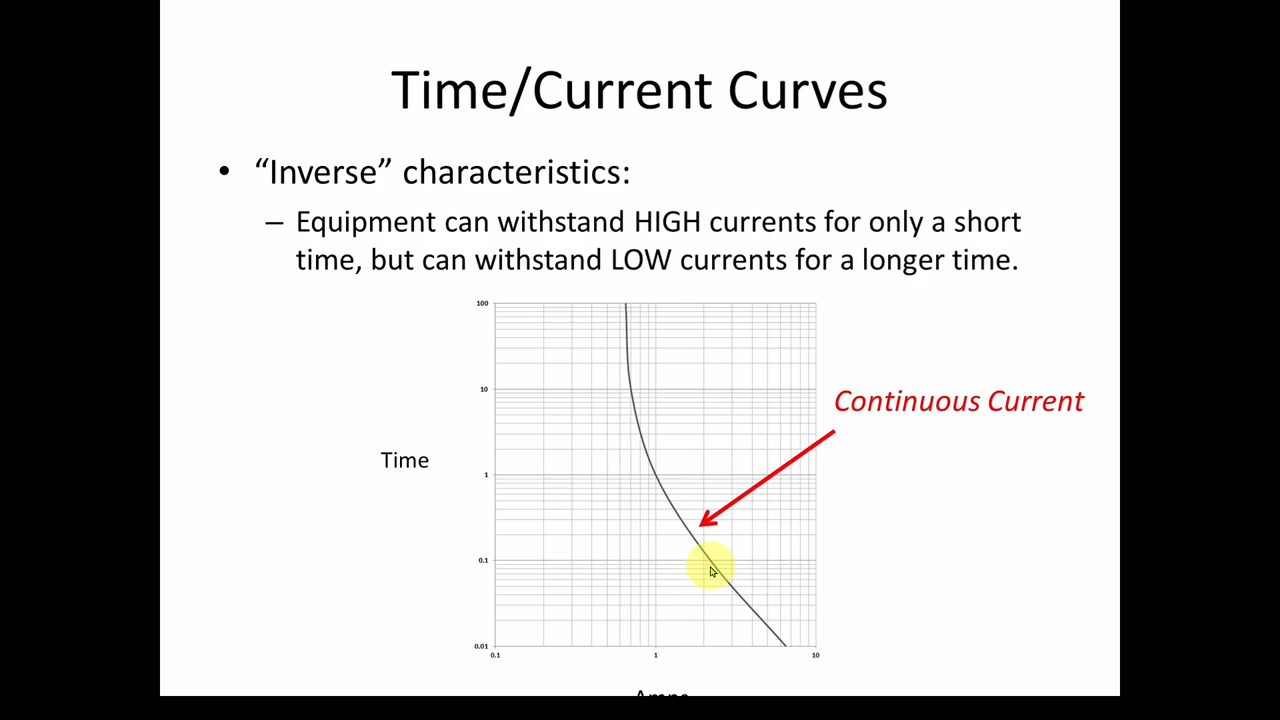 Time/Current Curves
• “Inverse” characteristics:
– Equipment can withstand HIGH currents for only a short
time, but can withstand LOW currents for a longer time.
100
10
Continuous Current
Time
1
0.1
0.01
0.1 1 10
Amps